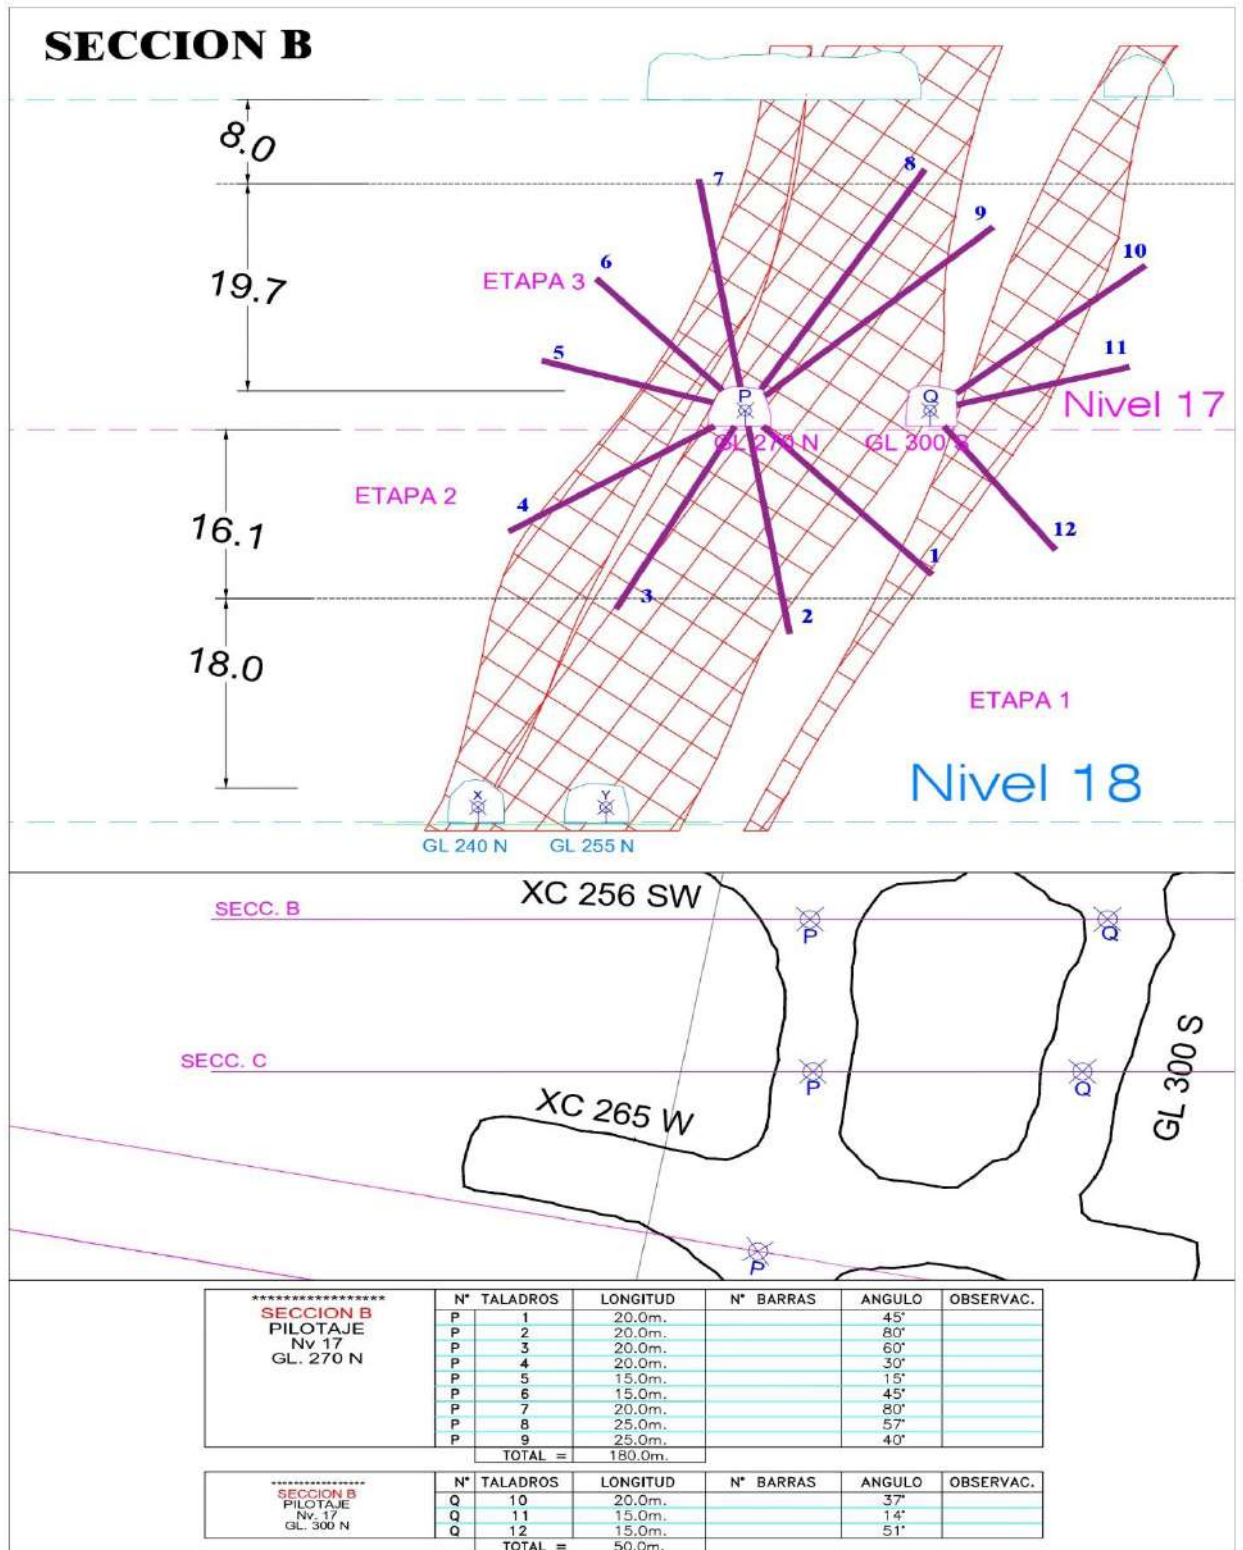 SECCION B
8.0
7
8
9
19.7
6
ETAPA 3
10
5
11
P
Q
Nivel 17
GL 270 N
GL 300 S
ETAPA 2
4
16.1
12
1
3
2
18.0
ETAPA 1
Nivel 18
X
Y
GL 240 N
GL 255 N
XC 256 SW
SECC. B
P
Q
SECC. C
P
Q
GL 300 S
XC 265 W
P
*****************
SECCION B
PILOTAJE
Nv 17
GL. 270 N
N° TALADROS LONGITUD N° BARRAS ANGULO OBSERVAC.
P 1 20.0m. 45°
P 2 20.0m. 80°
P 3 20.0m. 60°
P 4 20.0m. 30°
P 5 15.0m. 15°
P 6 15.0m. 45°
P 7 20.0m. 80°
P 8 25.0m. 57°
P 9 25.0m. 40°
TOTAL = 180.0m.
*****************
SECCION B
PILOTAJE
Nv. 17
GL. 300 N
N° TALADROS LONGITUD N° BARRAS ANGULO OBSERVAC.
Q 10 20.0m. 37°
Q 11 15.0m. 14°
Q 12 15.0m. 51°
TOTAL = 50.0m.